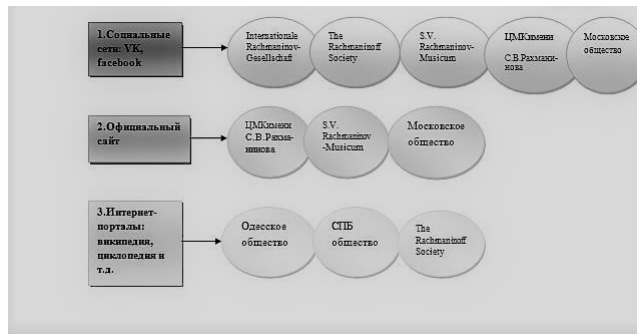 1.Социальные
сети: VK,
facebook
Internationale
Rachmaninov-
Gesellschaft
The
Rachmaninoff
Society
S.V.
Rachmaninov-
Musicum
ЦМКимени
С.В.Рахмани-
нова
Московское
общество
2.Официальный
сайт
ЦМКимени
С.В.Рахма-
нинова
S.V.
Rachmaninov
-Musicum
Московское
общество
3.Интернет-
порталы:
википедия,
циклопедия и
т.д.
Одесское
общество
СПБ
общество
The
Rachmaninoff
Society